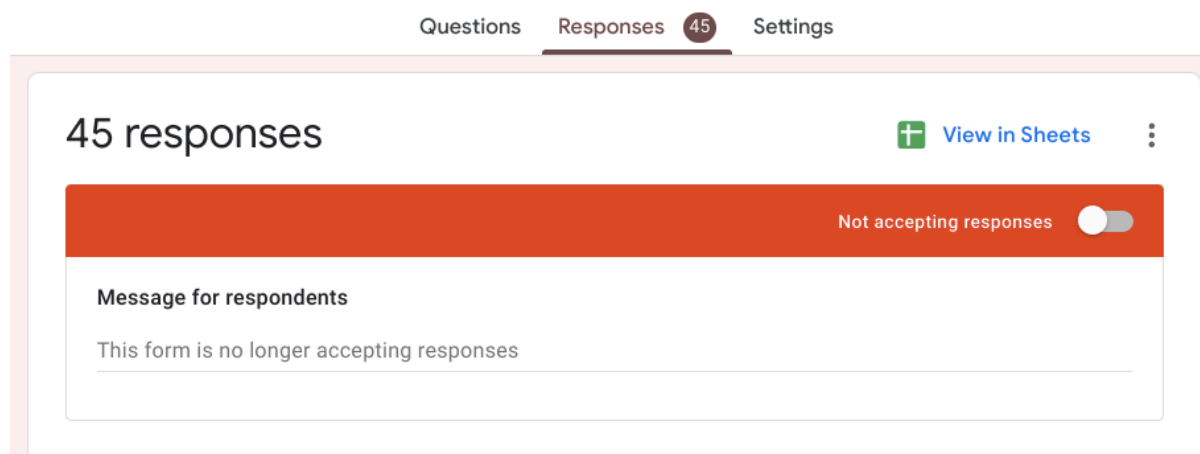 Questions Responses 45 Settings
45 responses View in Sheets
Not accepting responses
Message for respondents
This form is no longer accepting responses